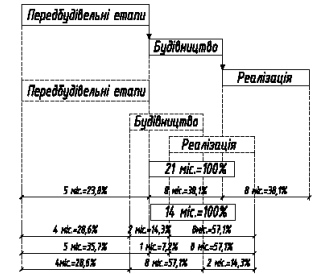 Передбудівельні етапи
Будівництво
Реалізація
Передбудівельні етапи
Будівництво
Реалізація
21 міс.=100%
5 міс.=23,8% 8 міс.=38,1% 8 міс.=38,1%
14 міс.=100%
4 міс.=28,6% 2 міс.=14,3% 8міс.=57,1%
5 міс.=35,7% 1 міс.=7,2% 8 міс.=57,1%
4міс.=28,6% 8 міс.=57,1% 2 міс.=14,3%